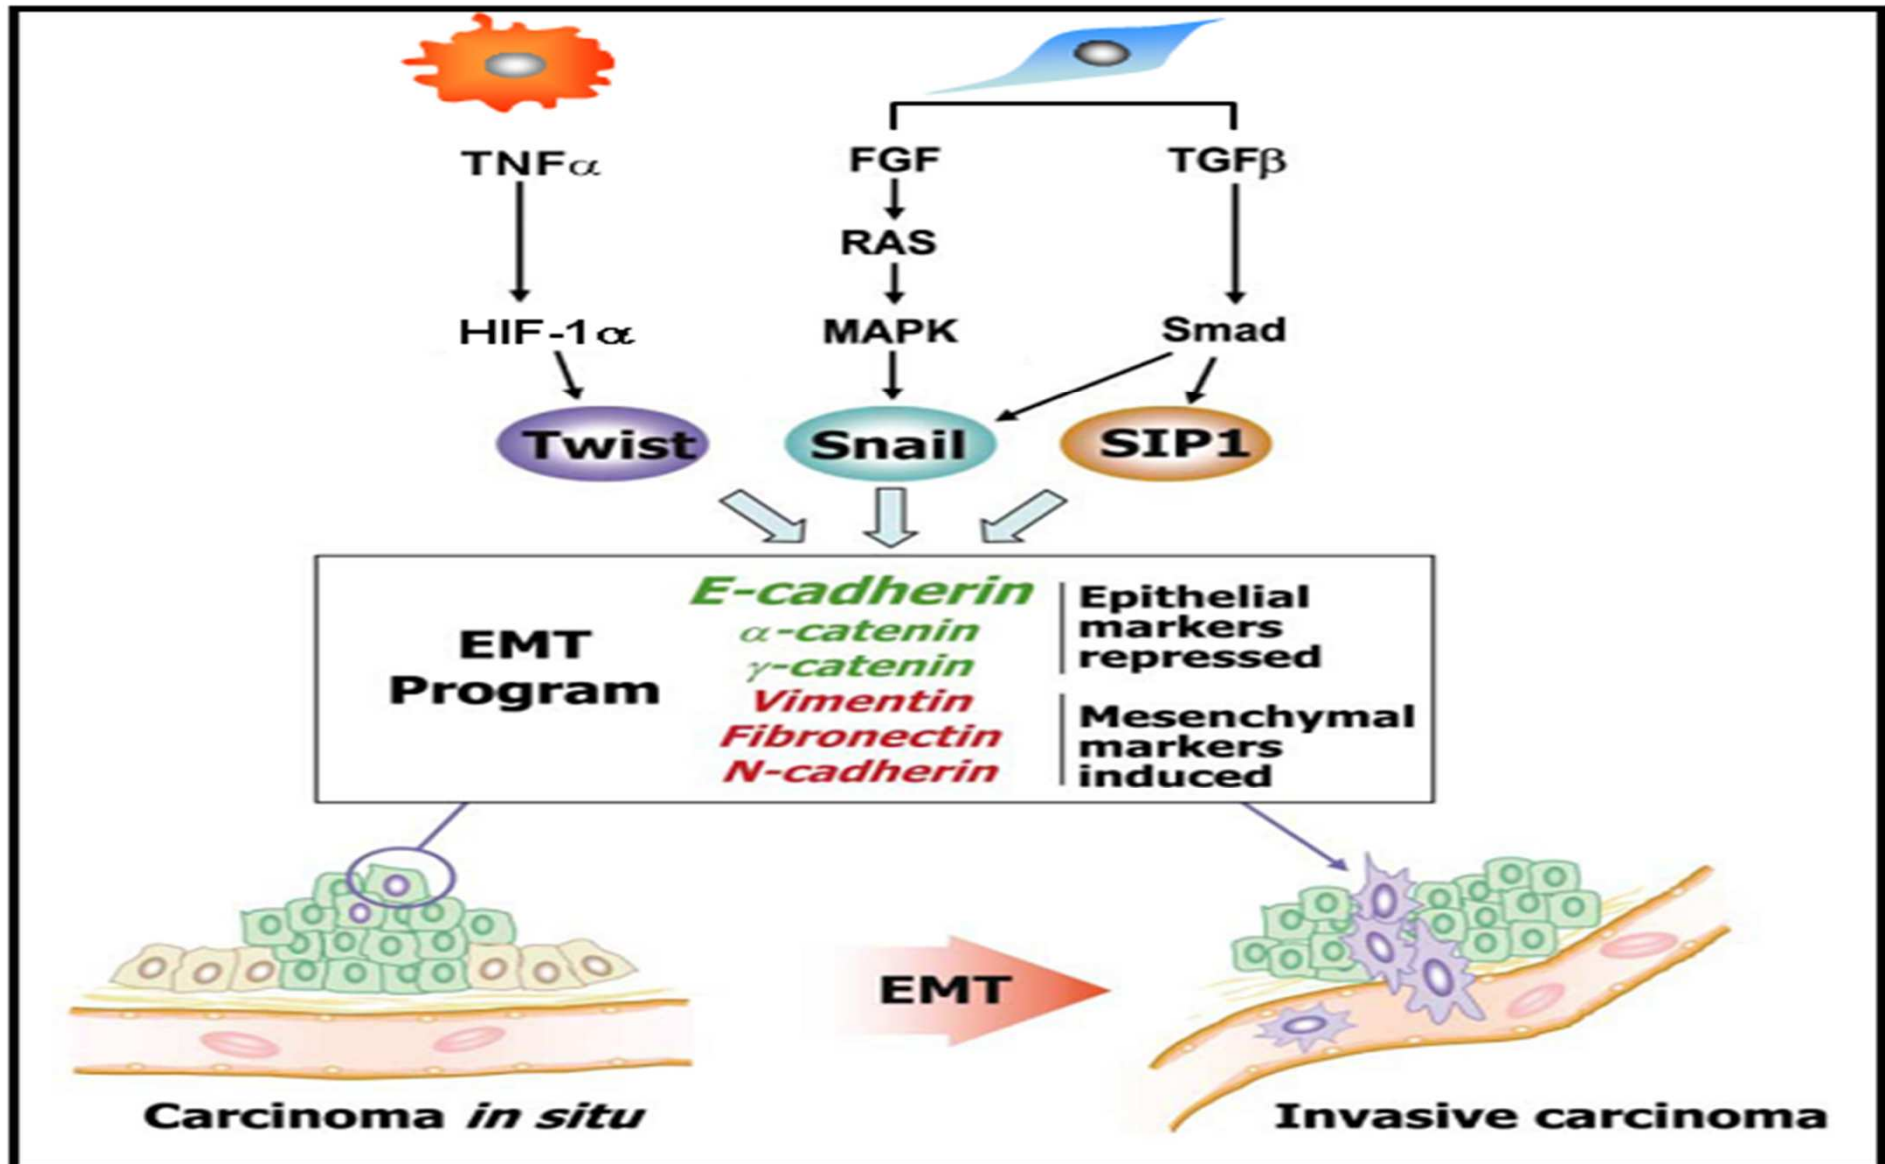 TNFα
FGF
TGFβ
RAS
HIF-1α
MAPK
Smad
Twist
Snail
SIP1
EMT
Program
E-cadherin
α-catenin
γ-catenin
Vimentin
Fibronectin
N-cadherin
Epithelial
markers
repressed
Mesenchymal
markers
induced
EMT
Carcinoma in situ
Invasive carcinoma